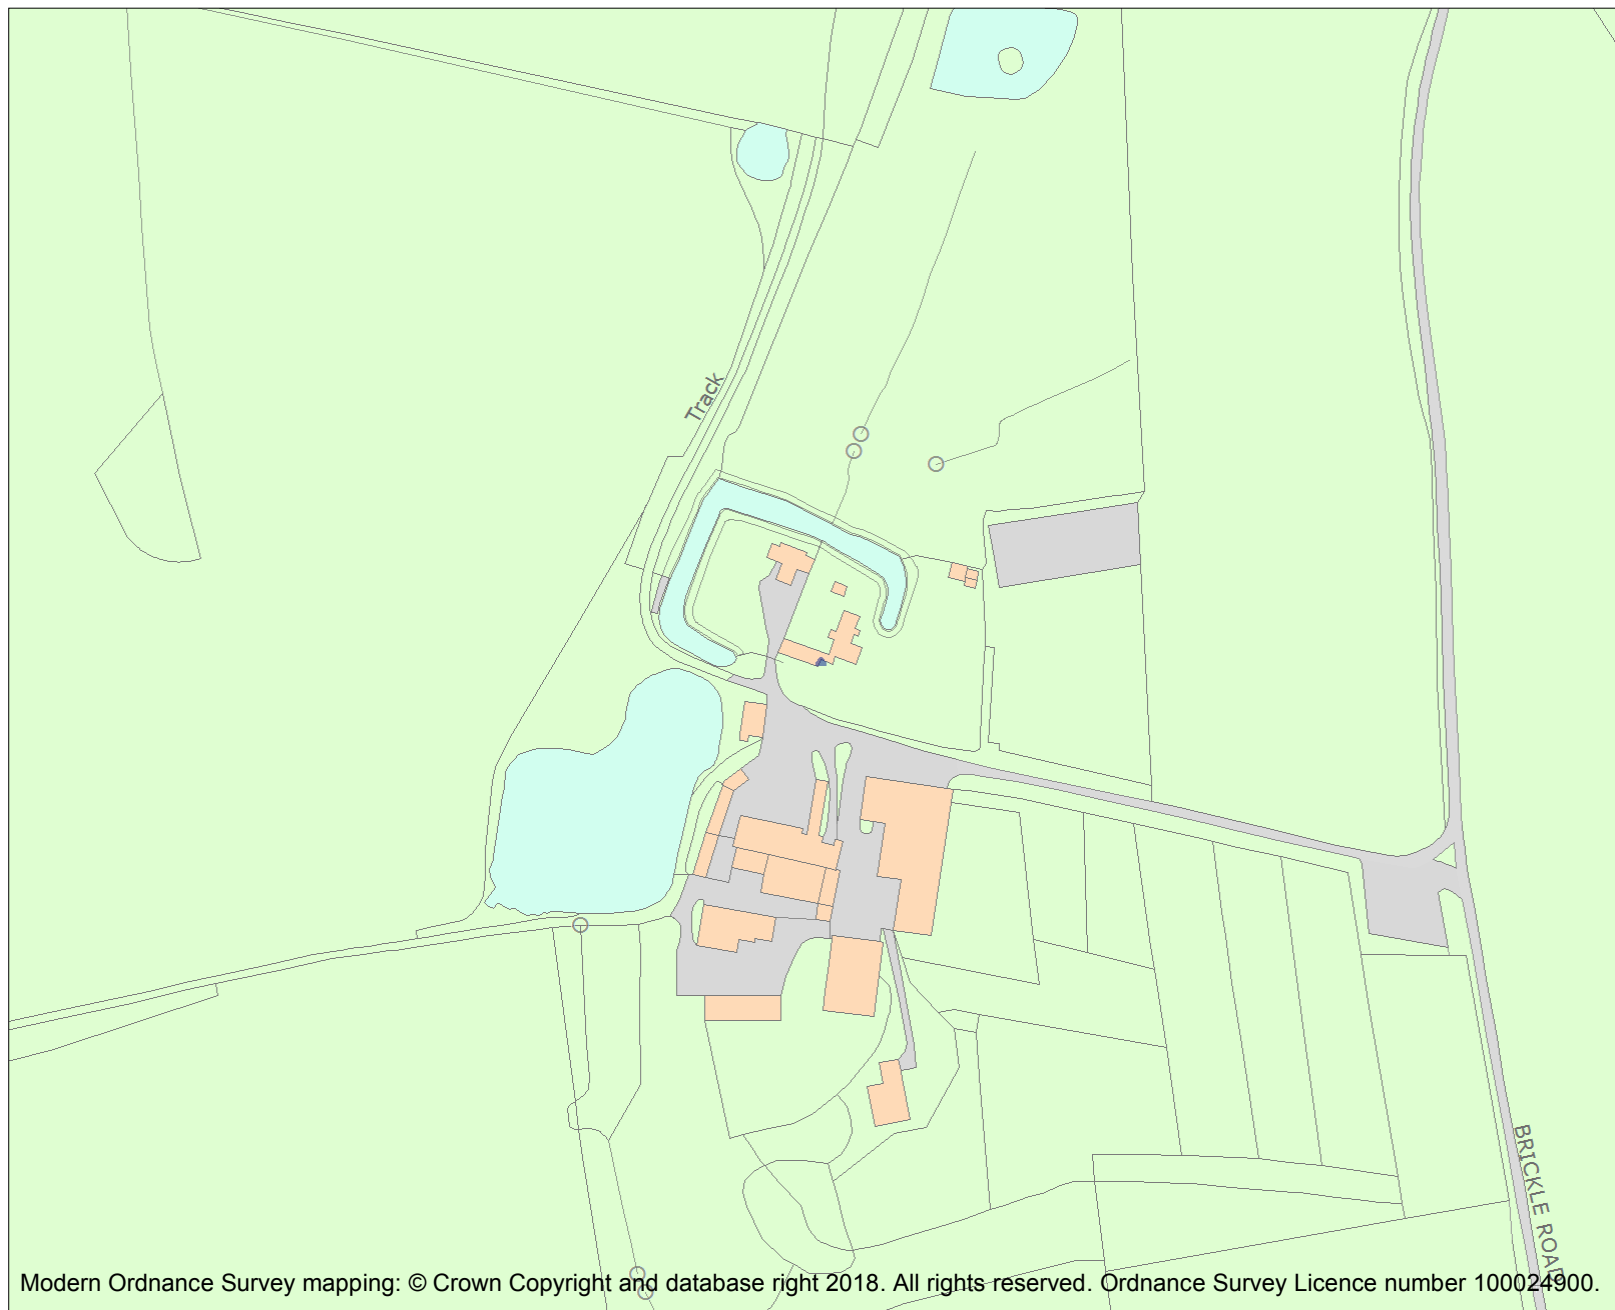 Track
BRICKLE ROAD
Modern Ordnance Survey mapping: © Crown Copyright and database right 2018. All rights reserved. Ordnance Survey Licence number 100024900.